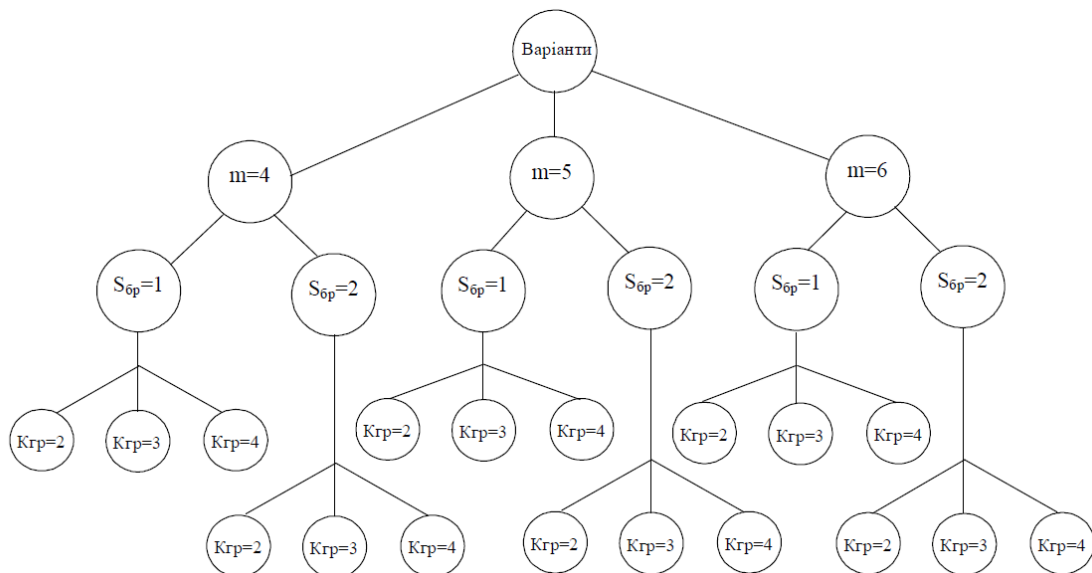 Варіанти
m=4
m=5
m=6
Sбр=1
Sбр=2
Sбр=1
Sбр=2
Sбр=1
Sбр=2
Кгр=2
Кгр=3
Кгр=4
Кгр=2
Кгр=3
Кгр=4
Кгр=2
Кгр=3
Кгр=4
Кгр=2
Кгр=3
Кгр=4
Кгр=2
Кгр=3
Кгр=4
Кгр=2
Кгр=3
Кгр=4